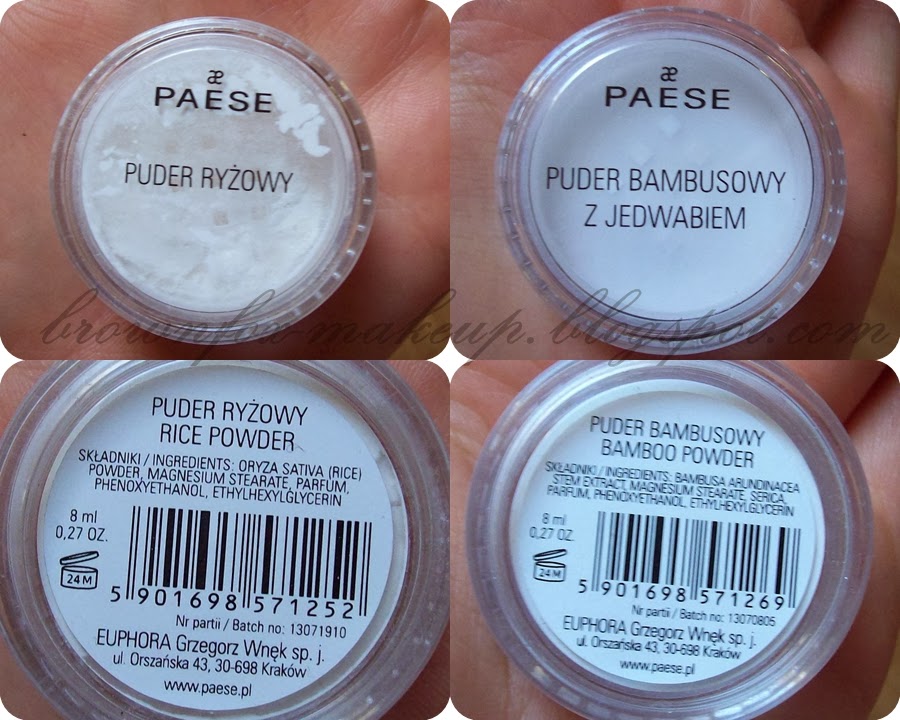 æ
PAESE
PUDER RYŻOWY
æ
PAESE
PUDER BAMBUSOWY
Z JEDWABIEM
brownfox-makeup.blogspot.com
PUDER RYŻOWY
RICE POWDER
SKŁADNIKI / INGREDIENTS: ORYZA SATIVA (RICE)
POWDER, MAGNESIUM STEARATE, PARFUM,
PHENOXYETHANOL, ETHYLHEXYLGLYCERIN
8 ml
0,27 OZ.
24 M
5 901698 571252
Nr partii / Batch no: 13071910
EUPHORA Grzegorz Wnęk sp. j.
ul. Orszańska 43, 30-698 Kraków
www.paese.pl
PUDER BAMBUSOWY
BAMBOO POWDER
SKŁADNIKI / INGREDIENTS: BAMBUSA ARUNDINACEA
STEM EXTRACT, MAGNESIUM STEARATE, SERICA,
PARFUM, PHENOXYETHANOL, ETHYLHEXYLGLYCERIN
8 ml
0,27 OZ.
24 M
5 901698 571269
Nr partii / Batch no: 13070805
EUPHORA Grzegorz Wnęk sp. j.
ul. Orszańska 43, 30-698 Kraków
www.paese.pl